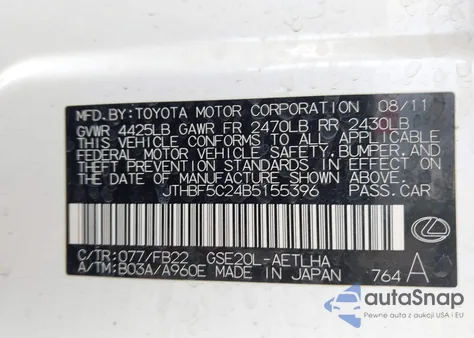 MFD.BY: TOYOTA MOTOR CORPORATION 08/11
GVWR 4425LB GAWR FR 2470LB RR 2430LB
THIS VEHICLE CONFORMS TO ALL APPLICABLE
FEDERAL MOTOR VEHICLE SAFETY, BUMPER, AND
THEFT PREVENTION STANDARDS IN EFFECT ON
THE DATE OF MANUFACTURE SHOWN ABOVE.
JTHBF5C24B5155396 PASS.CAR
C/TR:077/FB22 GSE20L-AETLHA
A/TM:B03A/A960E MADE IN JAPAN 764 A
autoSnap
Pewne auto z aukcji USA i EU